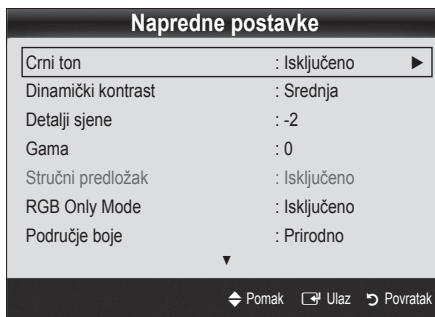 Napredne postavke
Crni ton : Isključeno ▶
Dinamički kontrast : Srednja
Detalji sjene : -2
Gama : 0
Stručni predložak : Isključeno
RGB Only Mode : Isključeno
Područje boje : Prirodno
▼
Pomak Ulaz Povratak